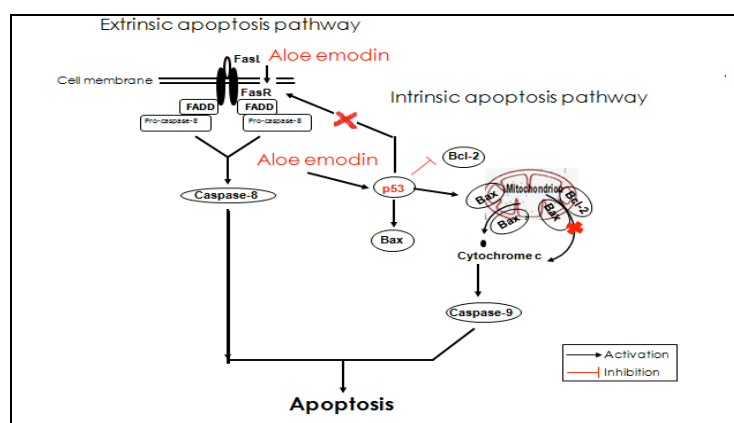 Extrinsic apoptosis pathway
FasL
Aloe emodin
Cell membrane
FasR
FADD
FADD
Pro-caspase-8
Pro-caspase-8
Intrinsic apoptosis pathway
Aloe emodin
Bcl-2
p53
Caspase-8
Mitochondrion
Bax
Bcl-2
Bax
Bax
Bax
Cytochrome c
Caspase-9
Activation
Inhibition
Apoptosis